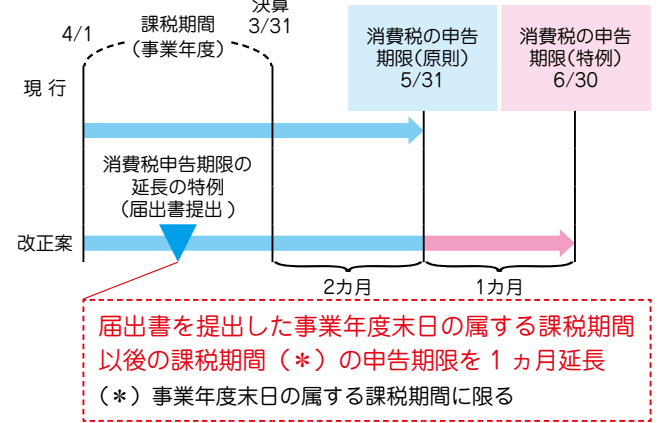 決算
4/1
課税期間
3/31
(事業年度)
消費税の申告
期限(原則)
5/31
消費税の申告
期限(特例)
6/30
現 行
消費税申告期限の
延長の特例
(届出書提出 )
改正案
2カ月
1カ月
届出書を提出した事業年度末日の属する課税期間
以後の課税期間(*)の申告期限を 1 ヵ月延長
(*)事業年度末日の属する課税期間に限る